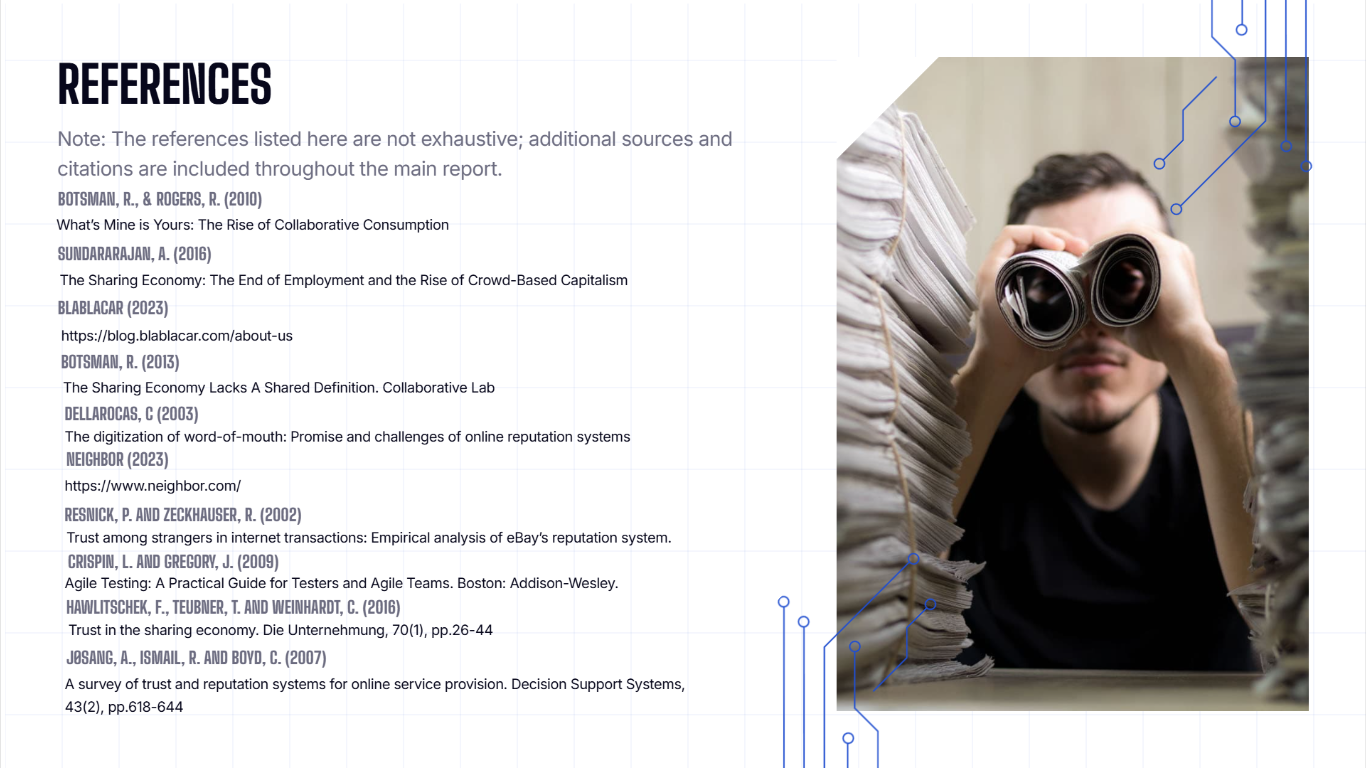 REFERENCES
Note: The references listed here are not exhaustive; additional sources and
citations are included throughout the main report.
BOTSMAN, R., & ROGERS, R. (2010)
What's Mine is Yours: The Rise of Collaborative Consumption
SUNDARARAJAN, A. (2016)
The Sharing Economy: The End of Employment and the Rise of Crowd-Based Capitalism
BLABLACAR (2023)
https://blog.blablacar.com/about-us
BOTSMAN, R. (2013)
The Sharing Economy Lacks A Shared Definition. Collaborative Lab
DELLAROCAS, C (2003)
The digitization of word-of-mouth: Promise and challenges of online reputation systems
NEIGHBOR (2023)
https://www.neighbor.com/
RESNICK, P. AND ZECKHAUSER, R. (2002)
Trust among strangers in internet transactions: Empirical analysis of eBay's reputation system.
CRISPIN, L. AND GREGORY, J. (2009)
Agile Testing: A Practical Guide for Testers and Agile Teams. Boston: Addison-Wesley.
HAWLITSCHEK, F., TEUBNER, T. AND WEINHARDT, C. (2016)
Trust in the sharing economy. Die Unternehmung, 70(1), pp.26-44
JØSANG, A., ISMAIL, R. AND BOYD, C. (2007)
A survey of trust and reputation systems for online service provision. Decision Support Systems,
43(2), pp.618-644